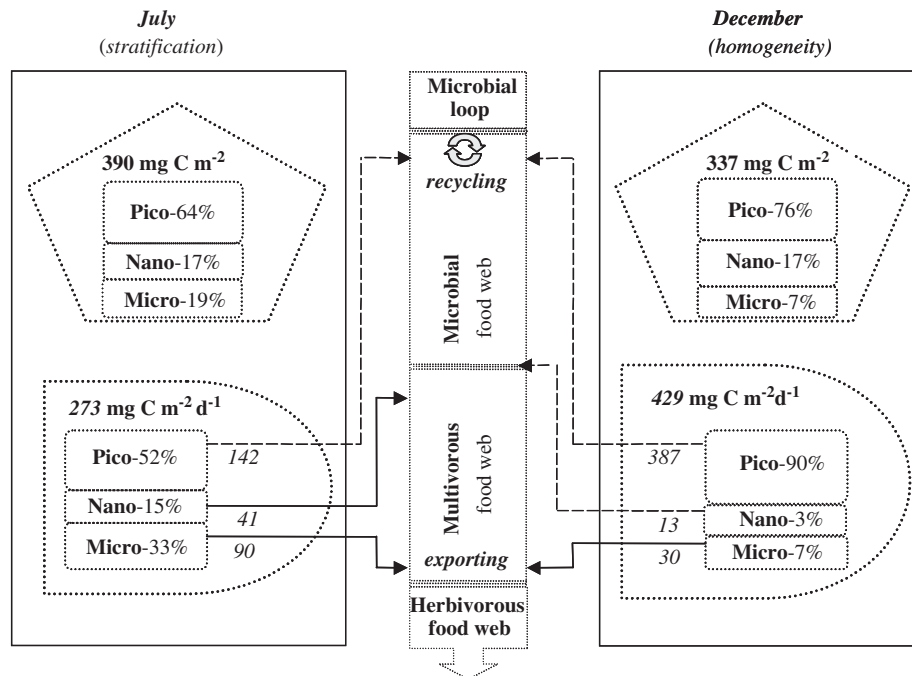 July
(stratification)
390 mg C m⁻²
Pico-64%
Nano-17%
Micro-19%
273 mg C m⁻² d⁻¹
Pico-52%
142
Nano-15%
41
Micro-33%
90
Microbial
loop
recycling
Microbial
food web
Multivorous
food web
exporting
Herbivorous
food web
December
(homogeneity)
337 mg C m⁻²
Pico-76%
Nano-17%
Micro-7%
429 mg C m⁻²d⁻¹
387
Pico-90%
13
Nano-3%
30
Micro-7%